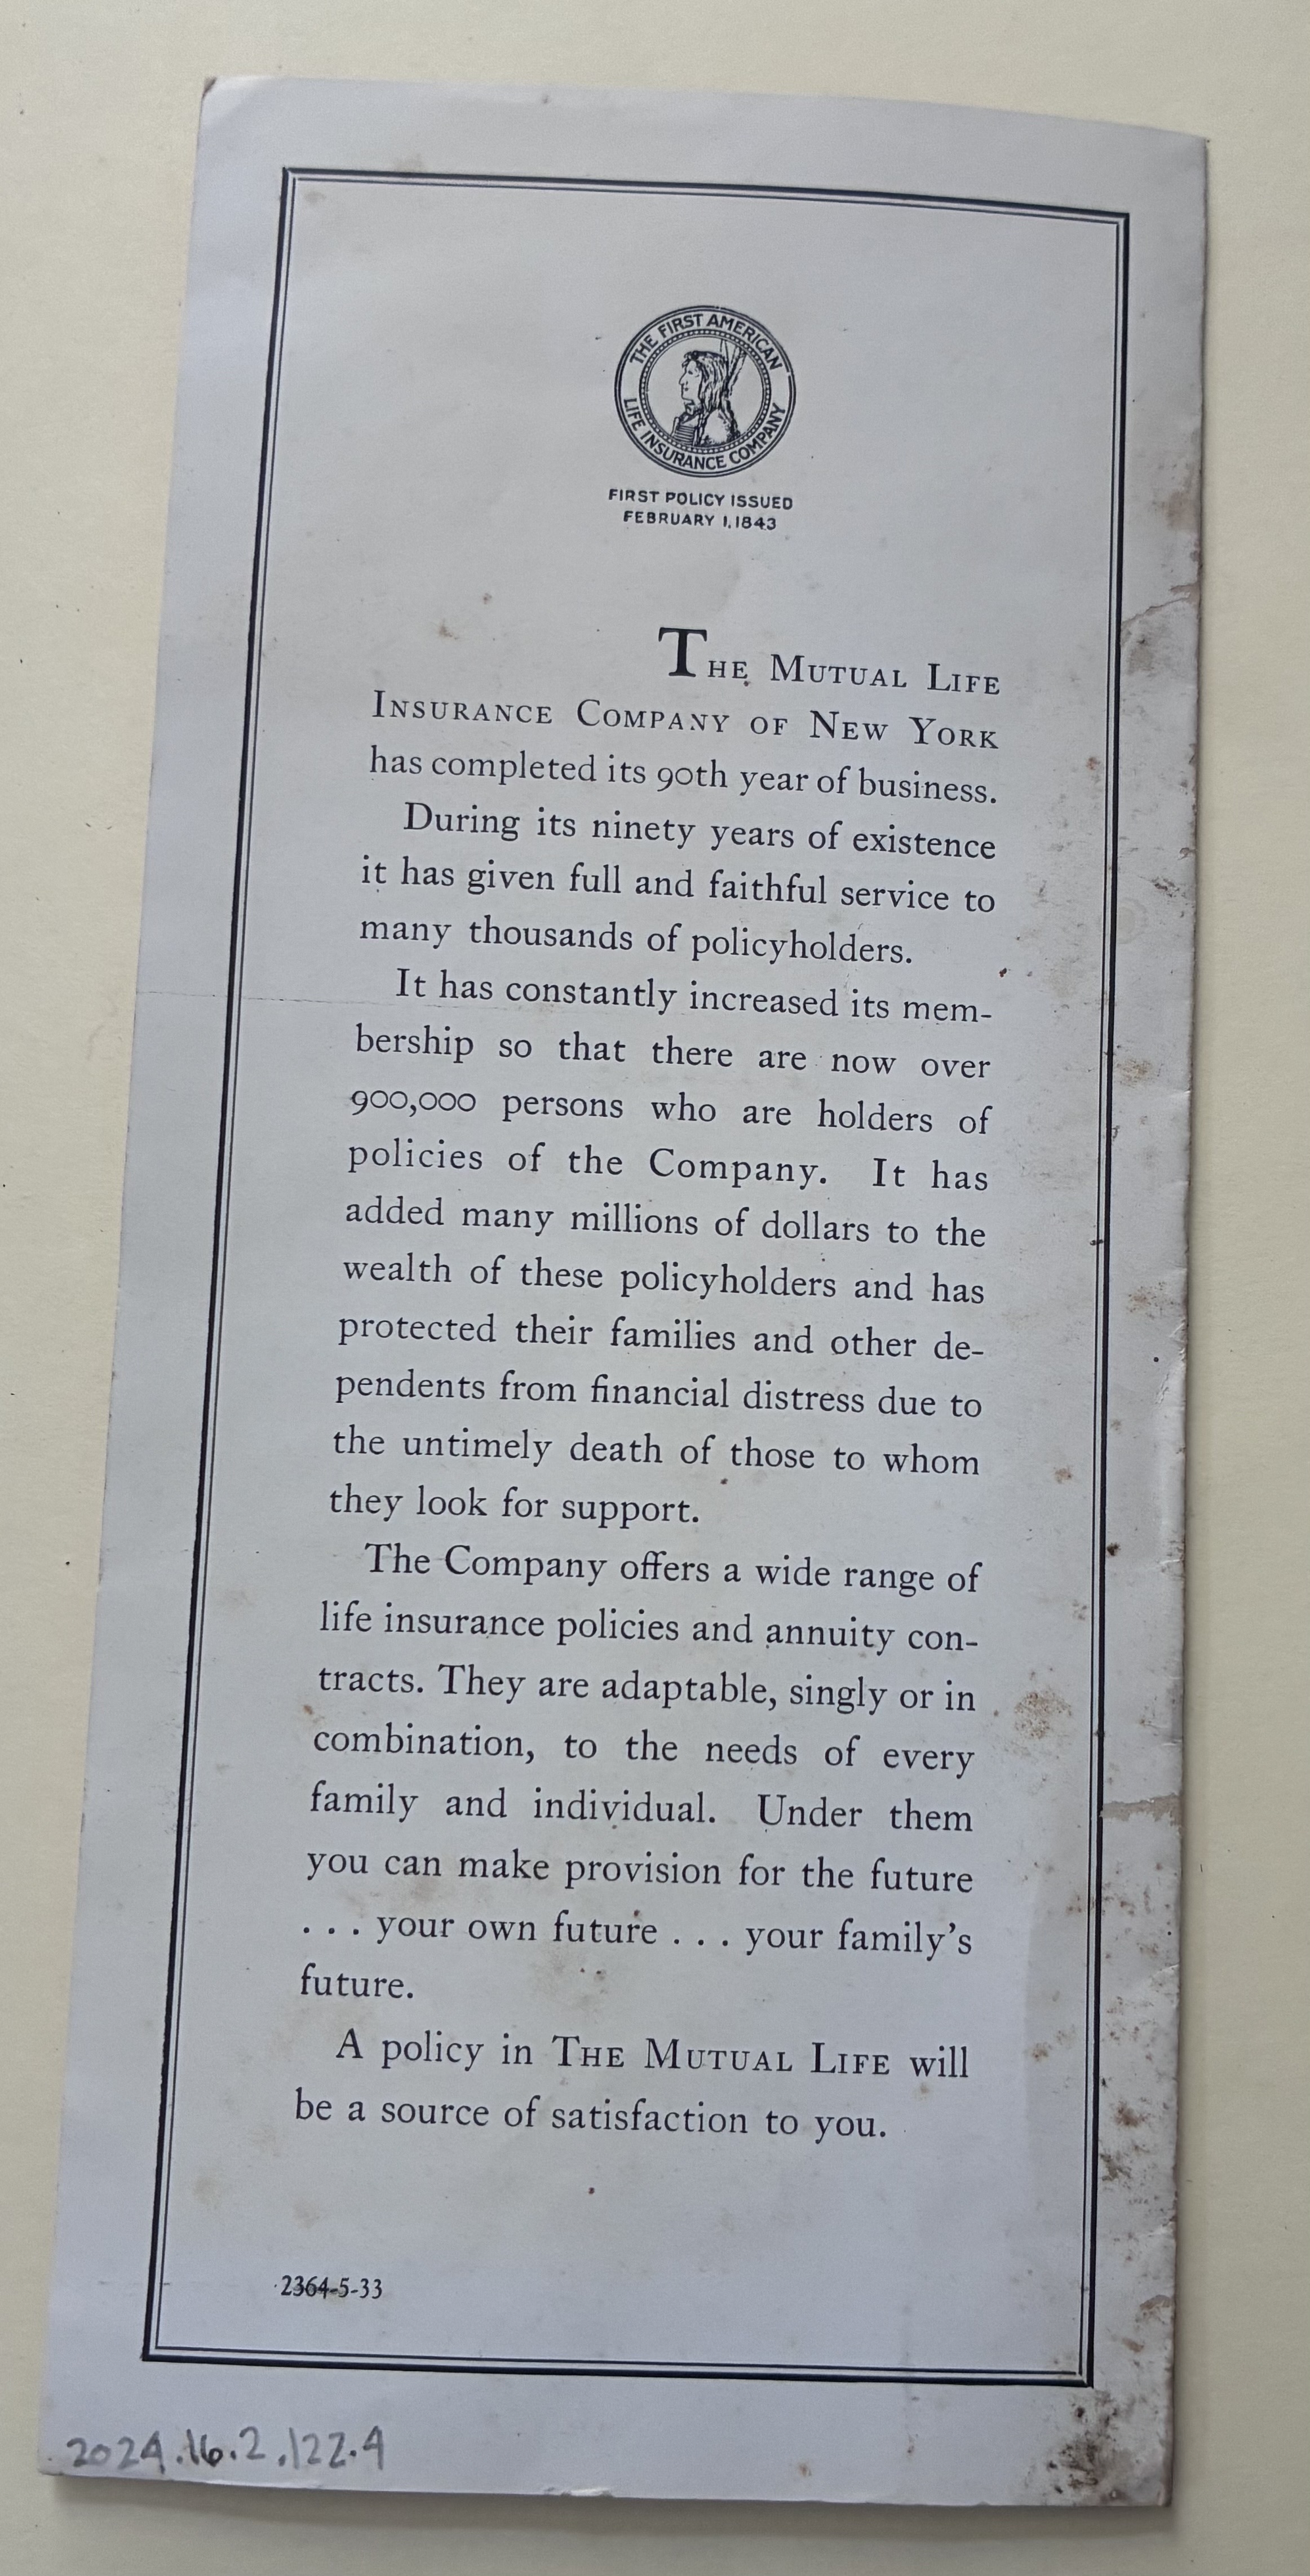 THE FIRST AMERICAN
LIFE INSURANCE COMPANY
FIRST POLICY ISSUED
FEBRUARY 1, 1843
THE MUTUAL LIFE
INSURANCE COMPANY OF NEW YORK
has completed its 90th year of business.
During its ninety years of existence
it has given full and faithful service to
many thousands of policyholders.
It has constantly increased its mem-
bership so that there are now over
900,000 persons who are holders of
policies of the Company. It has
added many millions of dollars to the
wealth of these policyholders and has
protected their families and other de-
pendents from financial distress due to
the untimely death of those to whom
they look for support.
The Company offers a wide range of
life insurance policies and annuity con-
tracts. They are adaptable, singly or in
combination, to the needs of every
family and individual. Under them
you can make provision for the future
. . . your own future . . . your family's
future.
A policy in THE MUTUAL LIFE will
be a source of satisfaction to you.
2364-5-33
2024.16.2.122.4